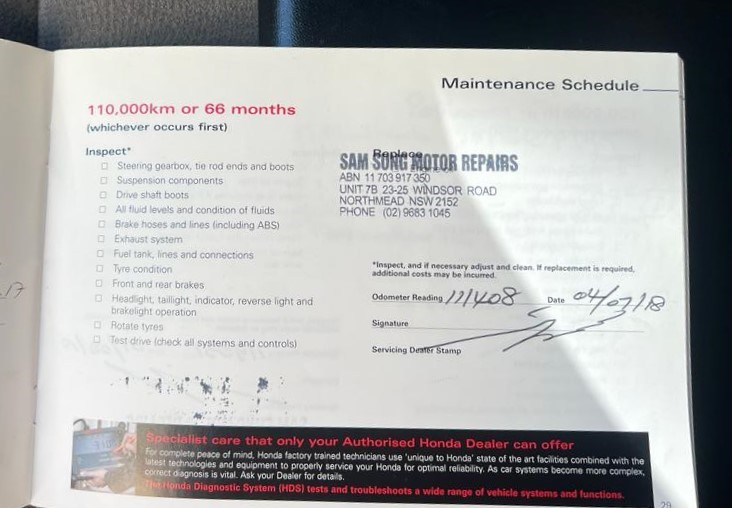 Maintenance Schedule
110,000km or 66 months
(whichever occurs first)
Inspect*
Steering gearbox, tie rod ends and boots
Suspension components
Drive shaft boots
All fluid levels and condition of fluids
Brake hoses and lines (including ABS)
Exhaust system
Fuel tank, lines and connections
Tyre condition
Front and rear brakes
Headlight, taillight, indicator, reverse light and
brakelight operation
Rotate tyres
Test drive (check all systems and controls)
Replace
SAM SUNG MOTOR REPAIRS
ABN 11 703 917 350
UNIT 7B 23-25 WINDSOR ROAD
NORTHMEAD NSW 2152
PHONE (02) 9683 1045
*Inspect, and if necessary adjust and clean. If replacement is required,
additional costs may be incurred.
Odometer Reading 111408 Date 04/07/18
Signature
Servicing Dealer Stamp
Specialist care that only your Authorised Honda Dealer can offer
For complete peace of mind, Honda factory trained technicians use 'unique to Honda' state of the art facilities combined with the
latest technologies and equipment to properly service your Honda for optimal reliability. As car systems become more complex,
correct diagnosis is vital. Ask your Dealer for details.
The Honda Diagnostic System (HDS) tests and troubleshoots a wide range of vehicle systems and functions.
29